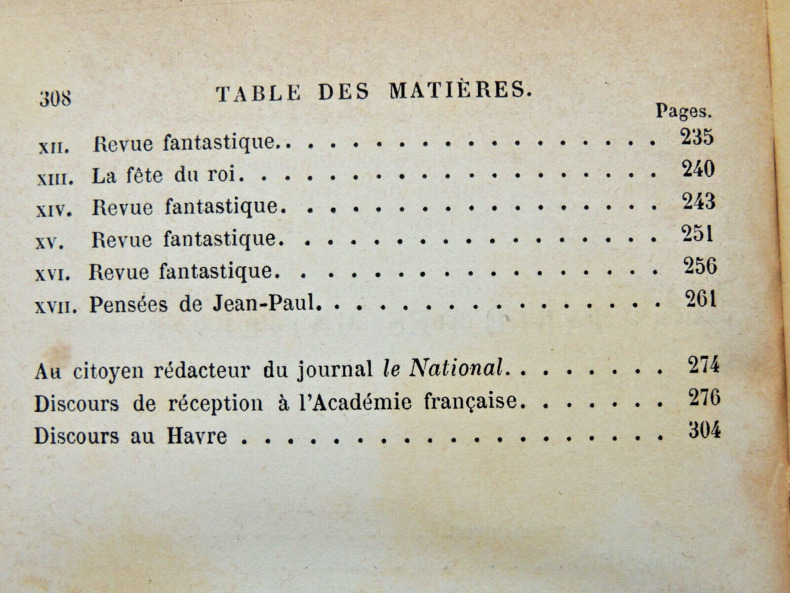 308 TABLE DES MATIÈRES.
Pages.
XII. Revue fantastique. . . . . . . . . . . . . . . . . . 235
XIII. La fête du roi. . . . . . . . . . . . . . . . . . . 240
XIV. Revue fantastique. . . . . . . . . . . . . . . . . 243
XV. Revue fantastique. . . . . . . . . . . . . . . . . 251
XVI. Revue fantastique. . . . . . . . . . . . . . . . . 256
XVII. Pensées de Jean-Paul. . . . . . . . . . . . . . . . 261
Au citoyen rédacteur du journal le National. . . . . . . . 274
Discours de réception à l'Académie française. . . . . . . 276
Discours au Havre . . . . . . . . . . . . . . . . . . . 304